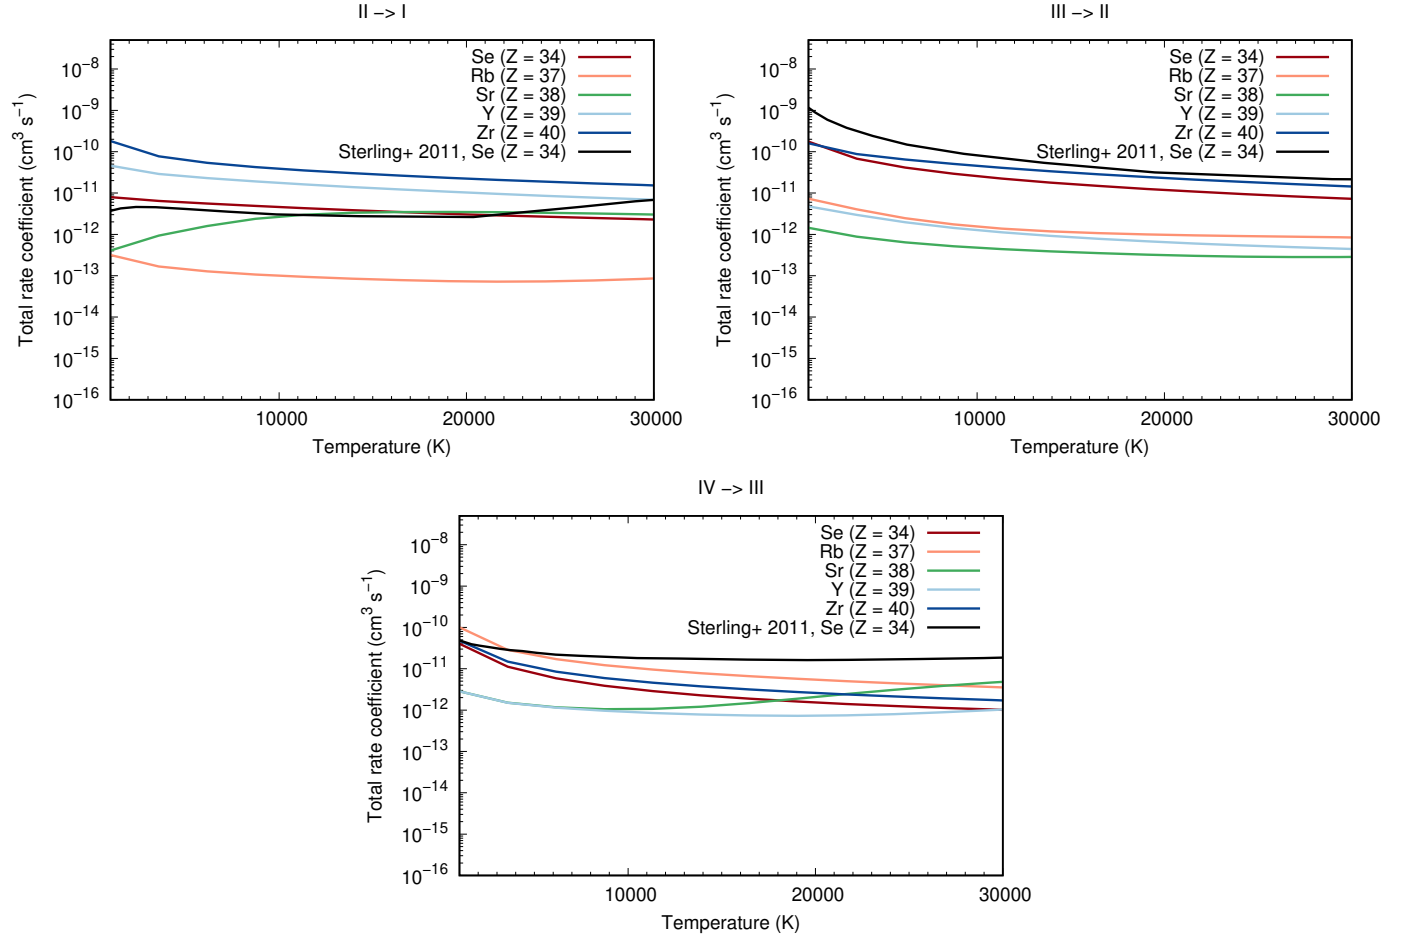 II −> I
Total rate coefficient (cm³ s⁻¹)
10⁻⁸
10⁻⁹
10⁻¹⁰
10⁻¹¹
10⁻¹²
10⁻¹³
10⁻¹⁴
10⁻¹⁵
10⁻¹⁶
Se (Z = 34)
Rb (Z = 37)
Sr (Z = 38)
Y (Z = 39)
Zr (Z = 40)
Sterling+ 2011, Se (Z = 34)
10000 20000 30000
Temperature (K)
III −> II
Total rate coefficient (cm³ s⁻¹)
10⁻⁸
10⁻⁹
10⁻¹⁰
10⁻¹¹
10⁻¹²
10⁻¹³
10⁻¹⁴
10⁻¹⁵
10⁻¹⁶
Se (Z = 34)
Rb (Z = 37)
Sr (Z = 38)
Y (Z = 39)
Zr (Z = 40)
Sterling+ 2011, Se (Z = 34)
10000 20000 30000
Temperature (K)
IV −> III
Total rate coefficient (cm³ s⁻¹)
10⁻⁸
10⁻⁹
10⁻¹⁰
10⁻¹¹
10⁻¹²
10⁻¹³
10⁻¹⁴
10⁻¹⁵
10⁻¹⁶
Se (Z = 34)
Rb (Z = 37)
Sr (Z = 38)
Y (Z = 39)
Zr (Z = 40)
Sterling+ 2011, Se (Z = 34)
10000 20000 30000
Temperature (K)